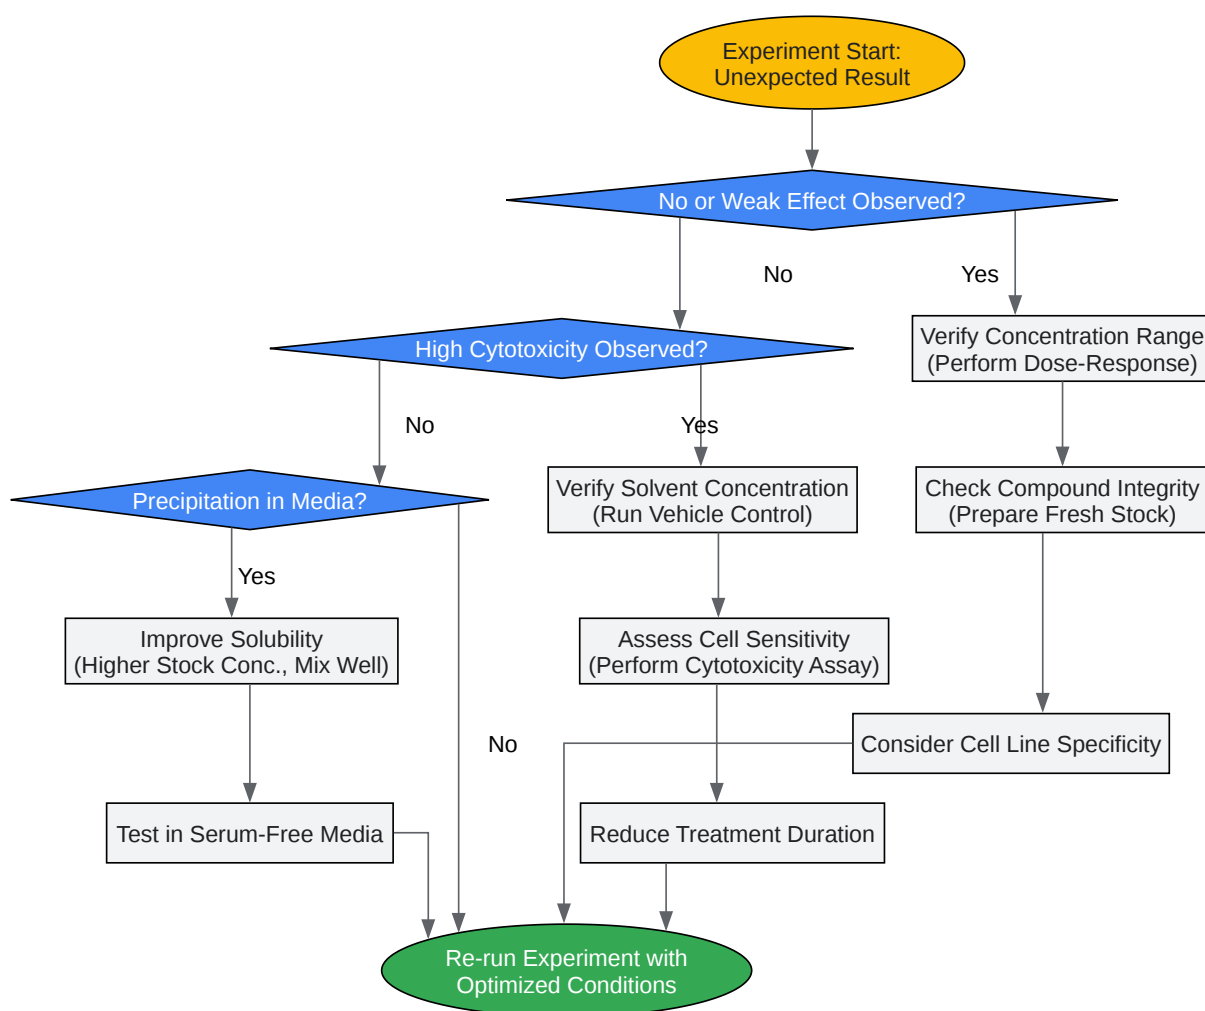 Experiment Start:
Unexpected Result
No or Weak Effect Observed?
No
Yes
High Cytotoxicity Observed?
Verify Concentration Range
(Perform Dose-Response)
No
Yes
Precipitation in Media?
Verify Solvent Concentration
(Run Vehicle Control)
Check Compound Integrity
(Prepare Fresh Stock)
Yes
Improve Solubility
(Higher Stock Conc., Mix Well)
Assess Cell Sensitivity
(Perform Cytotoxicity Assay)
No
Consider Cell Line Specificity
Test in Serum-Free Media
Reduce Treatment Duration
Re-run Experiment with
Optimized Conditions